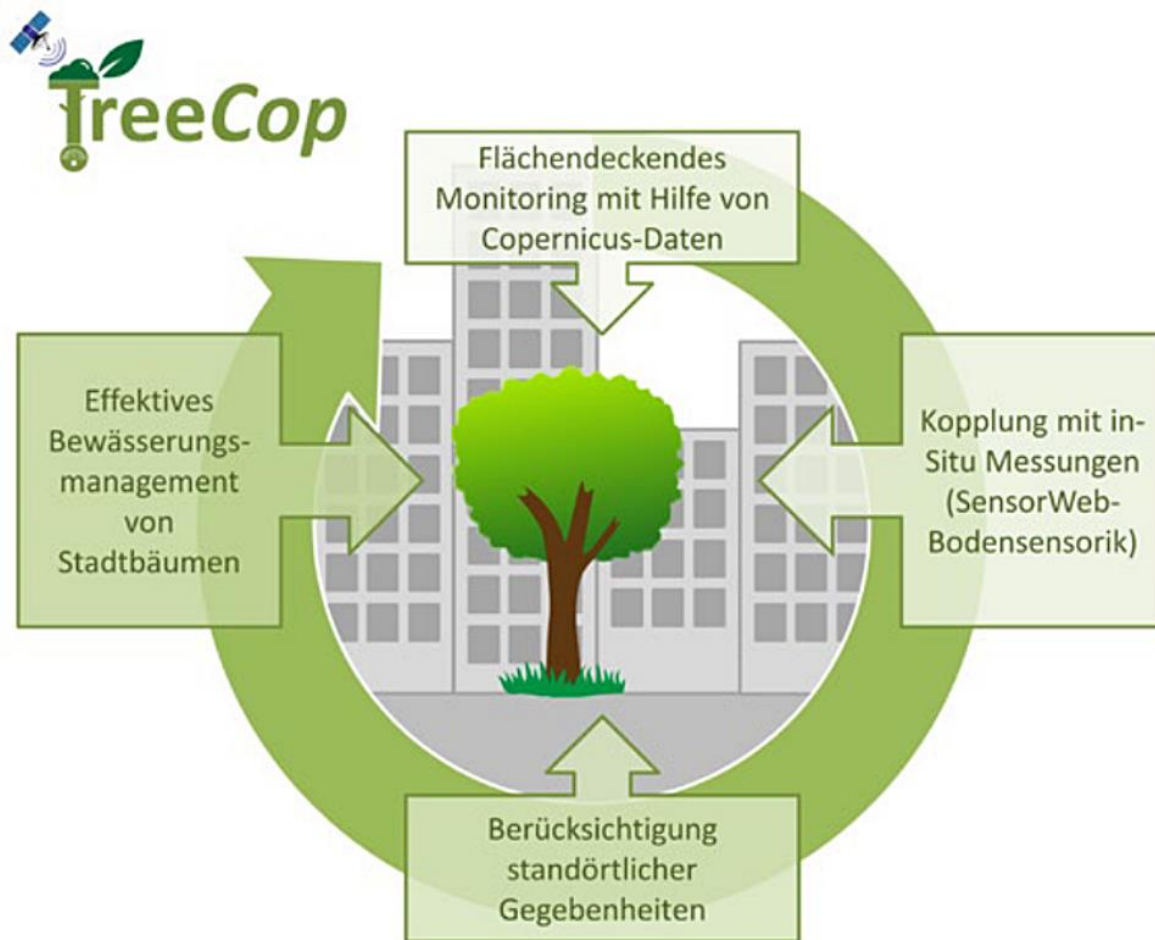 TreeCop
Flächendeckendes
Monitoring mit Hilfe von
Copernicus-Daten
Kopplung mit in-
Situ Messungen
(SensorWeb-
Bodensensorik)
Berücksichtigung
standörtlicher
Gegebenheiten
Effektives
Bewässerungs-
management
von
Stadtbäumen